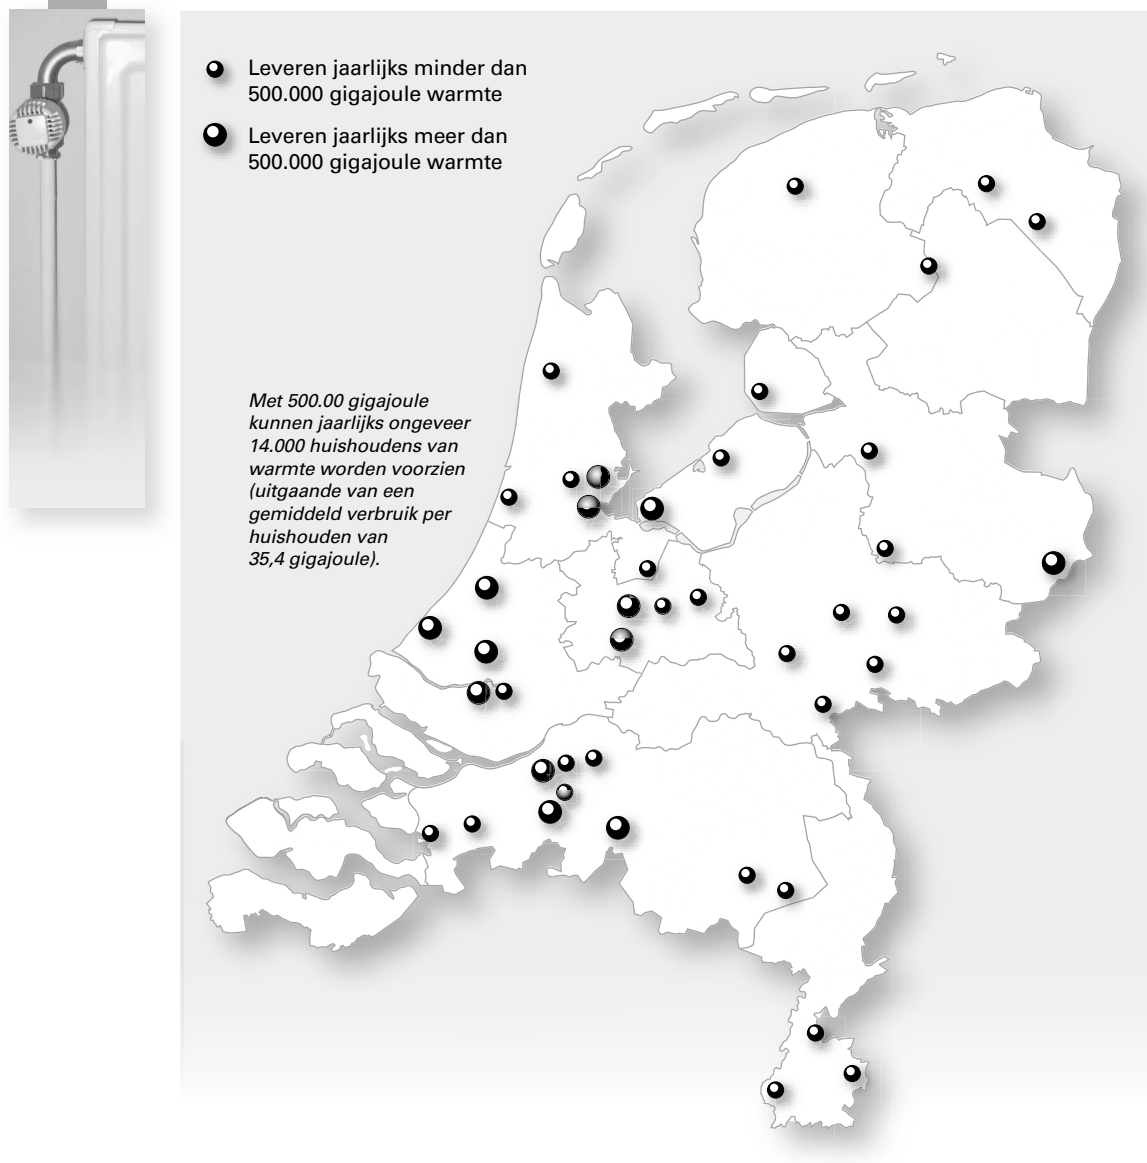 Leveren jaarlijks minder dan
500.000 gigajoule warmte
Leveren jaarlijks meer dan
500.000 gigajoule warmte
Met 500.00 gigajoule
kunnen jaarlijks ongeveer
14.000 huishoudens van
warmte worden voorzien
(uitgaande van een
gemiddeld verbruik per
huishouden van
35,4 gigajoule).